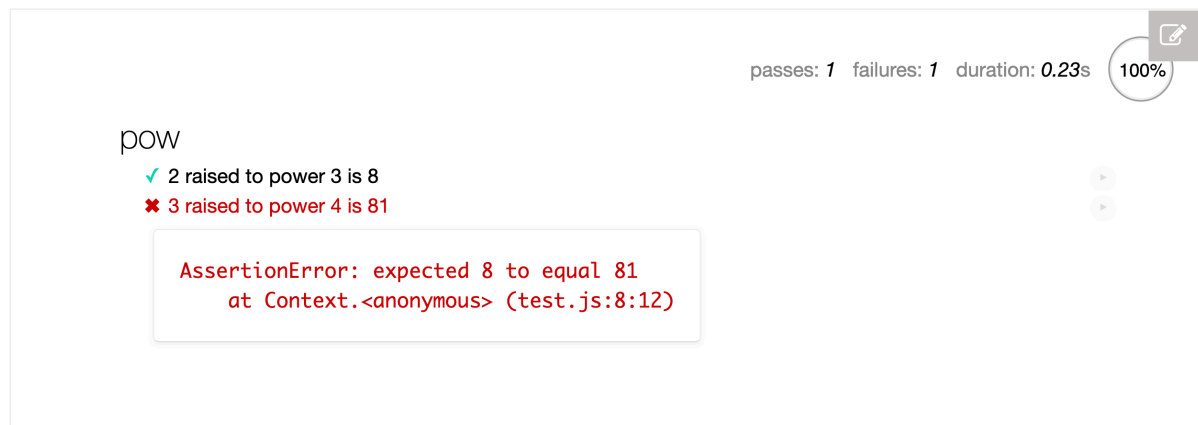 passes: 1 failures: 1 duration: 0.23s 100%
pow
✓ 2 raised to power 3 is 8
✖ 3 raised to power 4 is 81
AssertionError: expected 8 to equal 81
    at Context.<anonymous> (test.js:8:12)